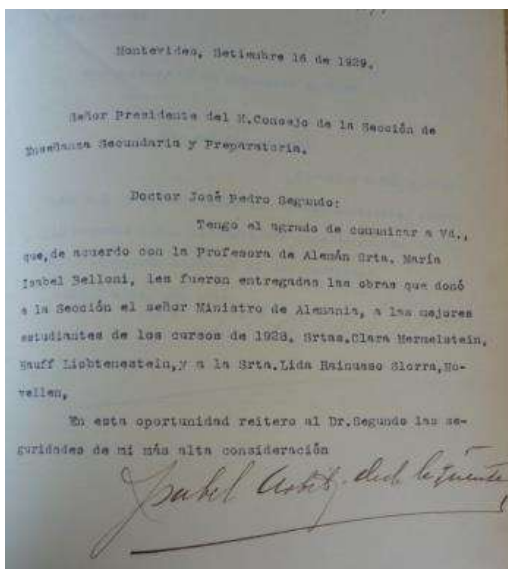 Montevideo, Setiembre 16 de 1929.
Señor Presidente del H.Consejo de la Sección de
Enseñanza Secundaria y Preparatoria.
Doctor José Pedro Segundo:
Tengo el agrado de comunicar a Vd.,
que,de acuerdo con la Profesora de Alemán Srta. María
Isabel Belloni, les fueron entregadas las obras que donó
a la Sección el señor Ministro de Alemania, a las mejores
estudiantes de los cursos de 1928, Srtas.Clara Mermelstein,
Hauff Liebtenestein,y a la Srta.Lida Rainusso Slorra,No-
vellen,
En esta oportunidad reitero al Dr.Segundo las se-
guridades de mi más alta consideración
Isabel